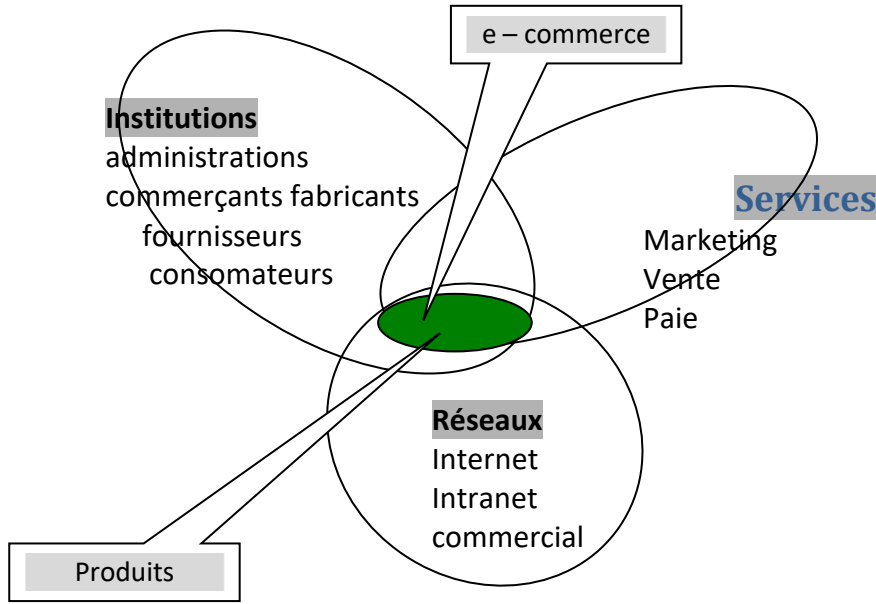 e – commerce
Institutions
administrations
commerçants fabricants
fournisseurs
consomateurs
Services
Marketing
Vente
Paie
Réseaux
Internet
Intranet
commercial
Produits